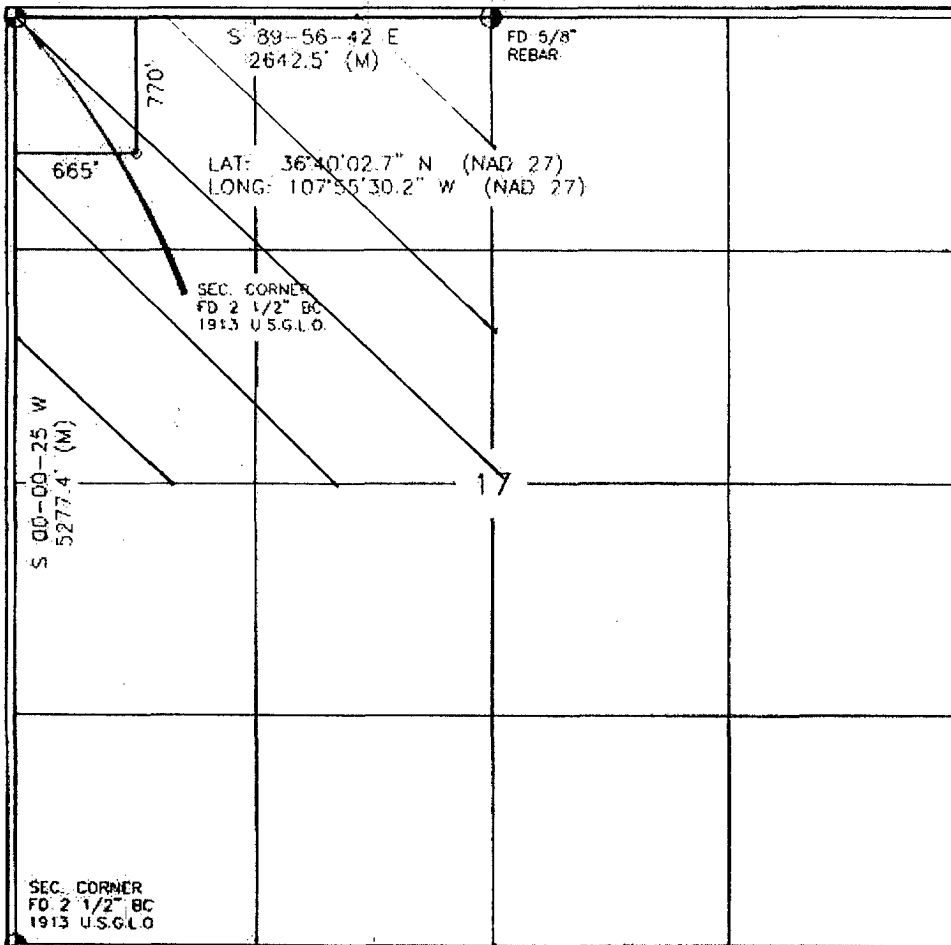 S 89-56-42 E
2642.5' (M)
FD 5/8"
REBAR
770'
665'
LAT: 36°40'02.7" N (NAD 27)
LONG: 107°55'30.2" W (NAD 27)
SEC. CORNER
FD 2 1/2" BC
1913 U.S.G.L.O.
S 00-00-25 W
5277.4' (M)
17
SEC. CORNER
FD 2 1/2" BC
1913 U.S.G.L.O